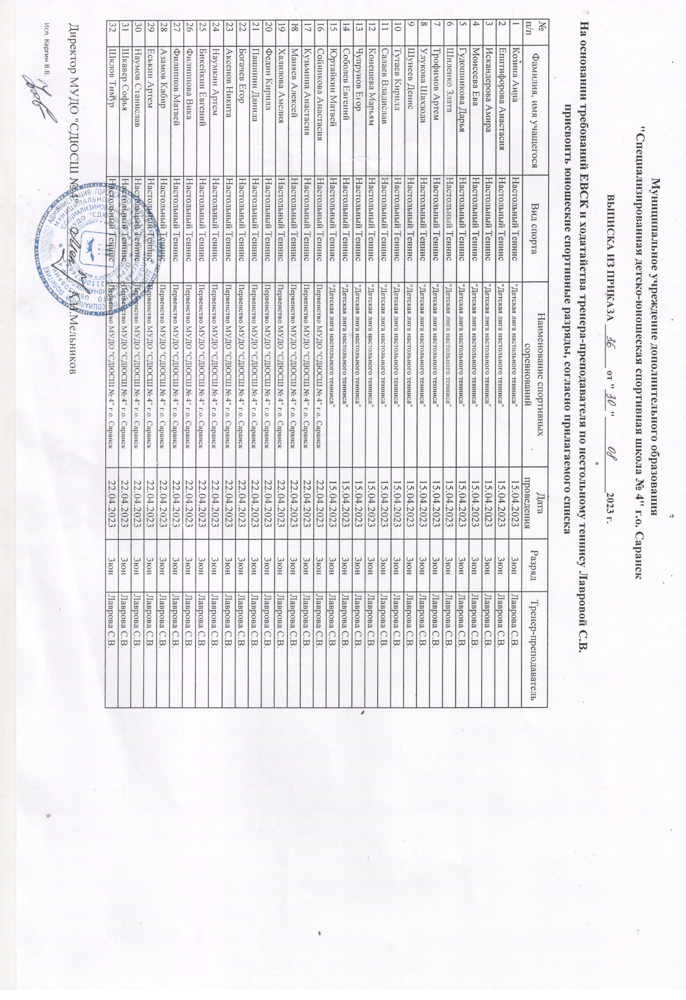 Муниципальное учреждение дополнительного образования
"Специализированная детско-юношеская спортивная школа № 4" г.о. Саранск
ВЫПИСКА ИЗ ПРИКАЗА 36 от "30" 08 2023 г.
На основании требований ЕВСК и ходатайства тренера-преподавателя по нестольному теннису Лавровой С.В.
присвоить юношеские спортивные разряды, согласно прилагаемого списка
№ п/п Фамилия, имя учащегося Вид спорта Наименование спортивных соревнований Дата проведения Разряд Тренер-преподаватель
1 Козина Анна Настольный Теннис "Детская лига настольного тенниса" 15.04.2023 3юн Лаврова С.В.
2 Епитифорова Анастасия Настольный Теннис "Детская лига настольного тенниса" 15.04.2023 3юн Лаврова С.В.
3 Искандерова Амира Настольный Теннис "Детская лига настольного тенниса" 15.04.2023 3юн Лаврова С.В.
4 Моисеева Ева Настольный Теннис "Детская лига настольного тенниса" 15.04.2023 3юн Лаврова С.В.
5 Гудошникова Дарья Настольный Теннис "Детская лига настольного тенниса" 15.04.2023 3юн Лаврова С.В.
6 Шиленко Злата Настольный Теннис "Детская лига настольного тенниса" 15.04.2023 3юн Лаврова С.В.
7 Трофимов Артем Настольный Теннис "Детская лига настольного тенниса" 15.04.2023 3юн Лаврова С.В.
8 Улукова Шахзода Настольный Теннис "Детская лига настольного тенниса" 15.04.2023 3юн Лаврова С.В.
9 Шунеев Денис Настольный Теннис "Детская лига настольного тенниса" 15.04.2023 3юн Лаврова С.В.
10 Тутаев Кирилл Настольный Теннис "Детская лига настольного тенниса" 15.04.2023 3юн Лаврова С.В.
11 Салаев Владислав Настольный Теннис "Детская лига настольного тенниса" 15.04.2023 3юн Лаврова С.В.
12 Конешева Марьям Настольный Теннис "Детская лига настольного тенниса" 15.04.2023 3юн Лаврова С.В.
13 Чупрунов Егор Настольный Теннис "Детская лига настольного тенниса" 15.04.2023 3юн Лаврова С.В.
14 Соболев Евгений Настольный Теннис "Детская лига настольного тенниса" 15.04.2023 3юн Лаврова С.В.
15 Юртайкин Матвей Настольный Теннис "Детская лига настольного тенниса" 15.04.2023 3юн Лаврова С.В.
16 Сойникова Анастасия Настольный Теннис Первенство МУДО "СДЮСШ № 4" г.о. Саранск 22.04.2023 3юн Лаврова С.В.
17 Кузьмина Анастасия Настольный Теннис Первенство МУДО "СДЮСШ № 4" г.о. Саранск 22.04.2023 3юн Лаврова С.В.
18 Маняев Алексей Настольный Теннис Первенство МУДО "СДЮСШ № 4" г.о. Саранск 22.04.2023 3юн Лаврова С.В.
19 Халилова Амелия Настольный Теннис Первенство МУДО "СДЮСШ № 4" г.о. Саранск 22.04.2023 3юн Лаврова С.В.
20 Федин Кирилл Настольный Теннис Первенство МУДО "СДЮСШ № 4" г.о. Саранск 22.04.2023 3юн Лаврова С.В.
21 Пашинин Данила Настольный Теннис Первенство МУДО "СДЮСШ № 4" г.о. Саранск 22.04.2023 3юн Лаврова С.В.
22 Богачев Егор Настольный Теннис Первенство МУДО "СДЮСШ № 4" г.о. Саранск 22.04.2023 3юн Лаврова С.В.
23 Аксенов Никита Настольный Теннис Первенство МУДО "СДЮСШ № 4" г.о. Саранск 22.04.2023 3юн Лаврова С.В.
24 Наумкин Артем Настольный Теннис Первенство МУДО "СДЮСШ № 4" г.о. Саранск 22.04.2023 3юн Лаврова С.В.
25 Биксейкин Евгений Настольный Теннис Первенство МУДО "СДЮСШ № 4" г.о. Саранск 22.04.2023 3юн Лаврова С.В.
26 Филиппова Вика Настольный Теннис Первенство МУДО "СДЮСШ № 4" г.о. Саранск 22.04.2023 3юн Лаврова С.В.
27 Филиппов Матвей Настольный Теннис Первенство МУДО "СДЮСШ № 4" г.о. Саранск 22.04.2023 3юн Лаврова С.В.
28 Азамов Кабир Настольный Теннис Первенство МУДО "СДЮСШ № 4" г.о. Саранск 22.04.2023 3юн Лаврова С.В.
29 Еськин Артем Настольный Теннис Первенство МУДО "СДЮСШ № 4" г.о. Саранск 22.04.2023 3юн Лаврова С.В.
30 Наумов Станислав Настольный Теннис Первенство МУДО "СДЮСШ № 4" г.о. Саранск 22.04.2023 3юн Лаврова С.В.
31 Шкавер Софья Настольный Теннис Первенство МУДО "СДЮСШ № 4" г.о. Саранск 22.04.2023 3юн Лаврова С.В.
32 Шклов Тимур Настольный Теннис Первенство МУДО "СДЮСШ № 4" г.о. Саранск 22.04.2023 3юн Лаврова С.В.
Директор МУДО "СДЮСШ № 4" Мельников
Исп. Каргин В.В.